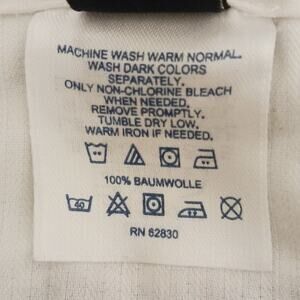 MACHINE WASH WARM NORMAL.
WASH DARK COLORS
SEPARATELY.
ONLY NON-CHLORINE BLEACH
WHEN NEEDED.
REMOVE PROMPTLY.
TUMBLE DRY LOW.
WARM IRON IF NEEDED.
100% BAUMWOLLE
40
RN 62830